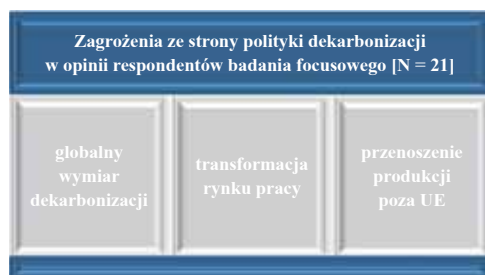 Zagrożenia ze strony polityki dekarbonizacji
w opinii respondentów badania focusowego [N = 21]
globalny
wymiar
dekarbonizacji
transformacja
rynku pracy
przenoszenie
produkcji
poza UE